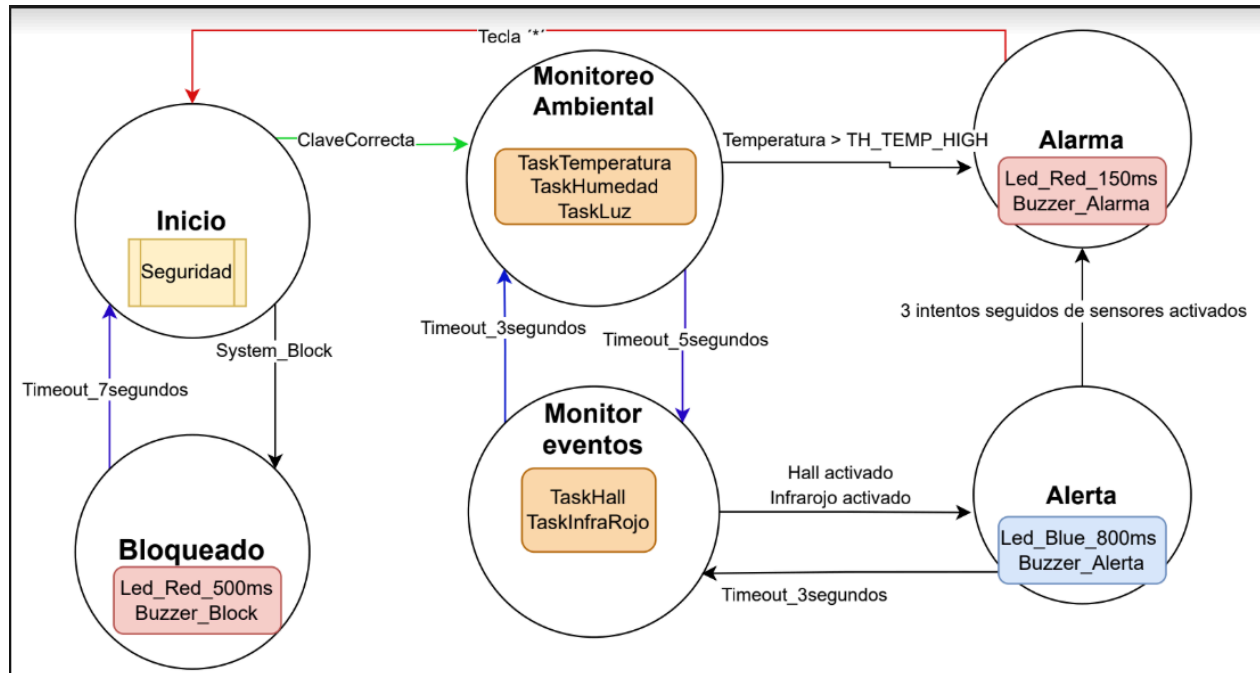 Tecla ´*´
Monitoreo
Ambiental
ClaveCorrecta
TaskTemperatura
TaskHumedad
TaskLuz
Temperatura > TH_TEMP_HIGH
Alarma
Led_Red_150ms
Buzzer_Alarma
Inicio
Seguridad
3 intentos seguidos de sensores activados
Timeout_3segundos
Timeout_5segundos
System_Block
Timeout_7segundos
Monitor
eventos
TaskHall
TaskInfraRojo
Hall activado
Infrarojo activado
Alerta
Led_Blue_800ms
Buzzer_Alerta
Timeout_3segundos
Bloqueado
Led_Red_500ms
Buzzer_Block